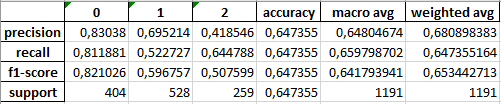 0 1 2 accuracy macro avg weighted avg
precision 0,83038 0,695214 0,418546 0,647355 0,64804674 0,680898383
recall 0,811881 0,522727 0,644788 0,647355 0,659798702 0,647355164
f1-score 0,821026 0,596757 0,507599 0,647355 0,641793941 0,653442713
support 404 528 259 0,647355 1191 1191